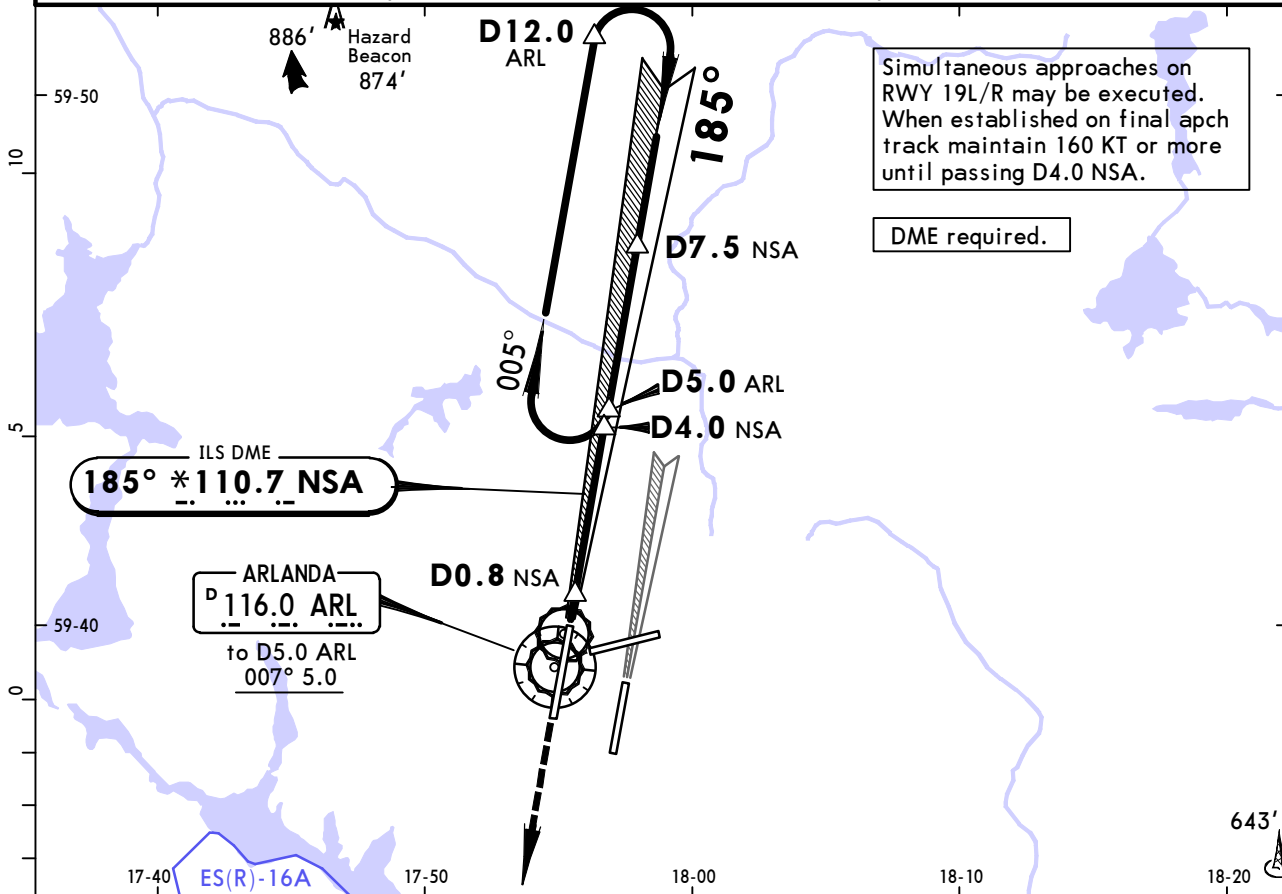 886'
Hazard
Beacon
874'
D12.0
ARL
185°
Simultaneous approaches on
RWY 19L/R may be executed.
When established on final apch
track maintain 160 KT or more
until passing D4.0 NSA.
59-50
10
DME required.
D7.5 NSA
005°
D5.0 ARL
D4.0 NSA
5
ILS DME
185° *110.7 NSA
ARLANDA
D 116.0 ARL
to D5.0 ARL
007° 5.0
D0.8 NSA
59-40
0
643'
ES(R)-16A
17-40
17-50
18-00
18-10
18-20